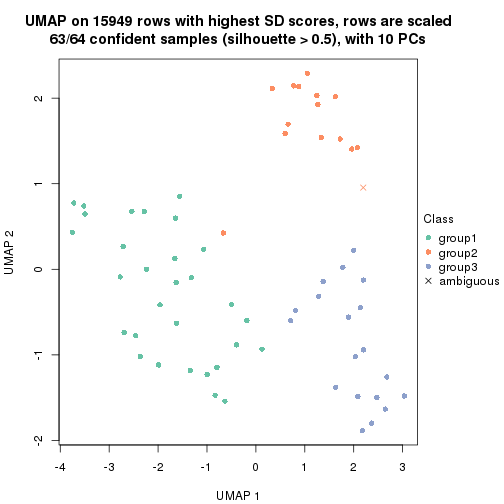 UMAP on 15949 rows with highest SD scores, rows are scaled
63/64 confident samples (silhouette > 0.5), with 10 PCs
2
1
0
-1
-2
UMAP 2
-4
-3
-2
-1
0
1
2
3
UMAP 1
Class
group1
group2
group3
ambiguous